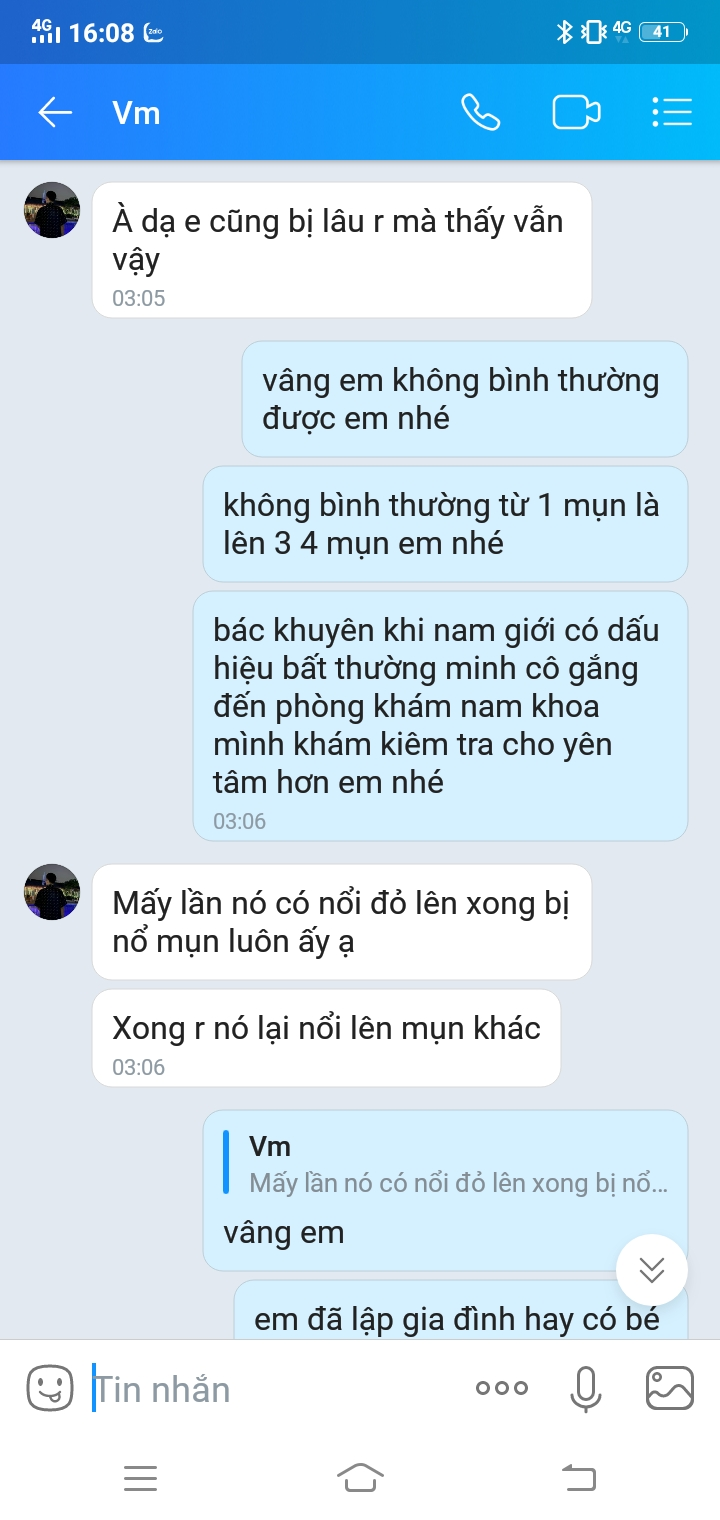 4G 16:08 Zalo 4G 41
Vm
À dạ e cũng bị lâu r mà thấy vẫn
vậy
03:05
vâng em không bình thường
được em nhé
không bình thường từ 1 mụn là
lên 3 4 mụn em nhé
bác khuyên khi nam giới có dấu
hiệu bất thường minh cô gắng
đến phòng khám nam khoa
mình khám kiêm tra cho yên
tâm hơn em nhé
03:06
Mấy lần nó có nổi đỏ lên xong bị
nổ mụn luôn ấy ạ
Xong r nó lại nổi lên mụn khác
03:06
Vm
Mấy lần nó có nổi đỏ lên xong bị nổ...
vâng em
em đã lập gia đình hay có bé
Tin nhắn